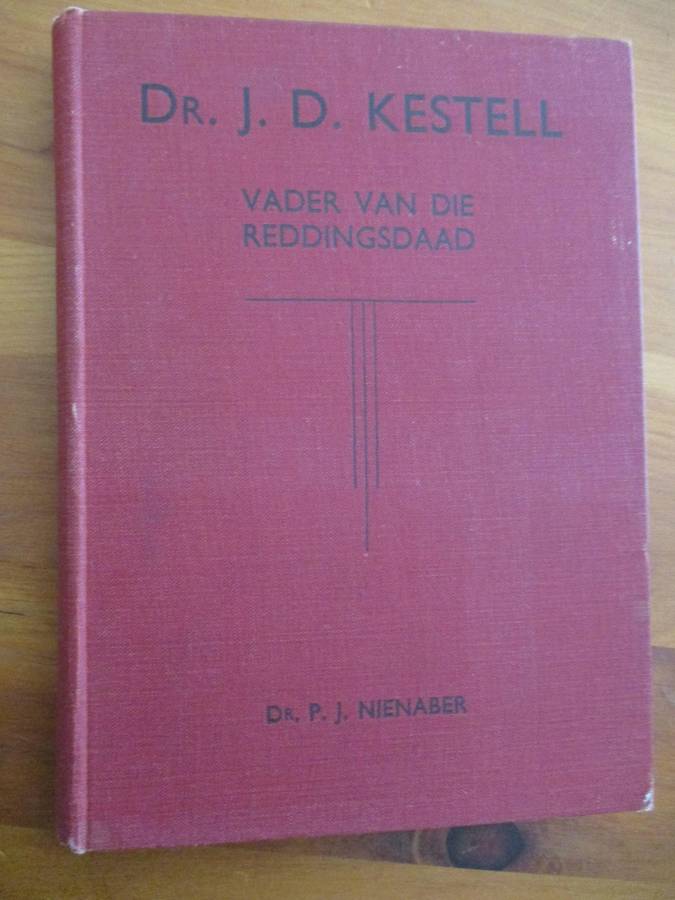 DR. J. D. KESTELL
VADER VAN DIE
REDDINGSDAAD
DR. P. J. NIENABER